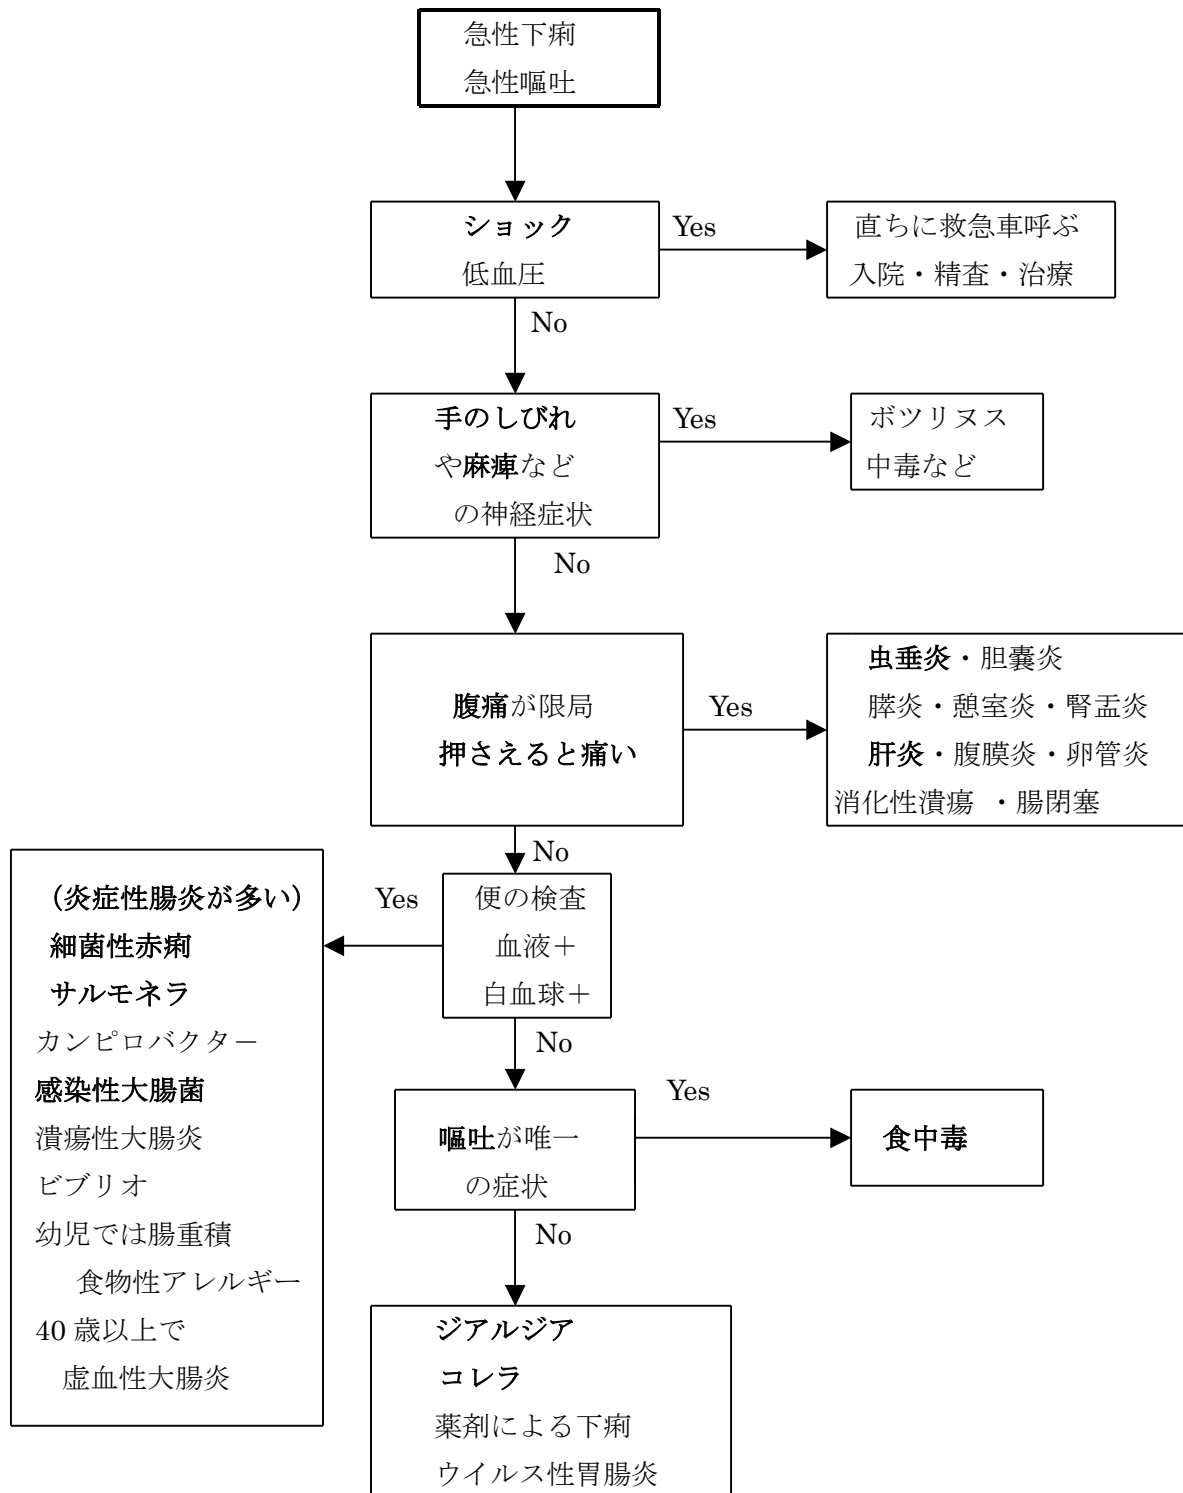 急性下痢
急性嘔吐
ショック
低血圧
Yes
直ちに救急車呼ぶ
入院・精査・治療
No
手のしびれ
や麻痺など
の神経症状
Yes
ボツリヌス
中毒など
No
腹痛が限局
押さえると痛い
Yes
虫垂炎・胆嚢炎
膵炎・憩室炎・腎盂炎
肝炎・腹膜炎・卵管炎
消化性潰瘍 ・腸閉塞
No
便の検査
血液＋
白血球＋
Yes
（炎症性腸炎が多い）
細菌性赤痢
サルモネラ
カンピロバクタ－
感染性大腸菌
潰瘍性大腸炎
ビブリオ
幼児では腸重積
食物性アレルギー
40 歳以上で
虚血性大腸炎
No
嘔吐が唯一
の症状
Yes
食中毒
No
ジアルジア
コレラ
薬剤による下痢
ウイルス性胃腸炎